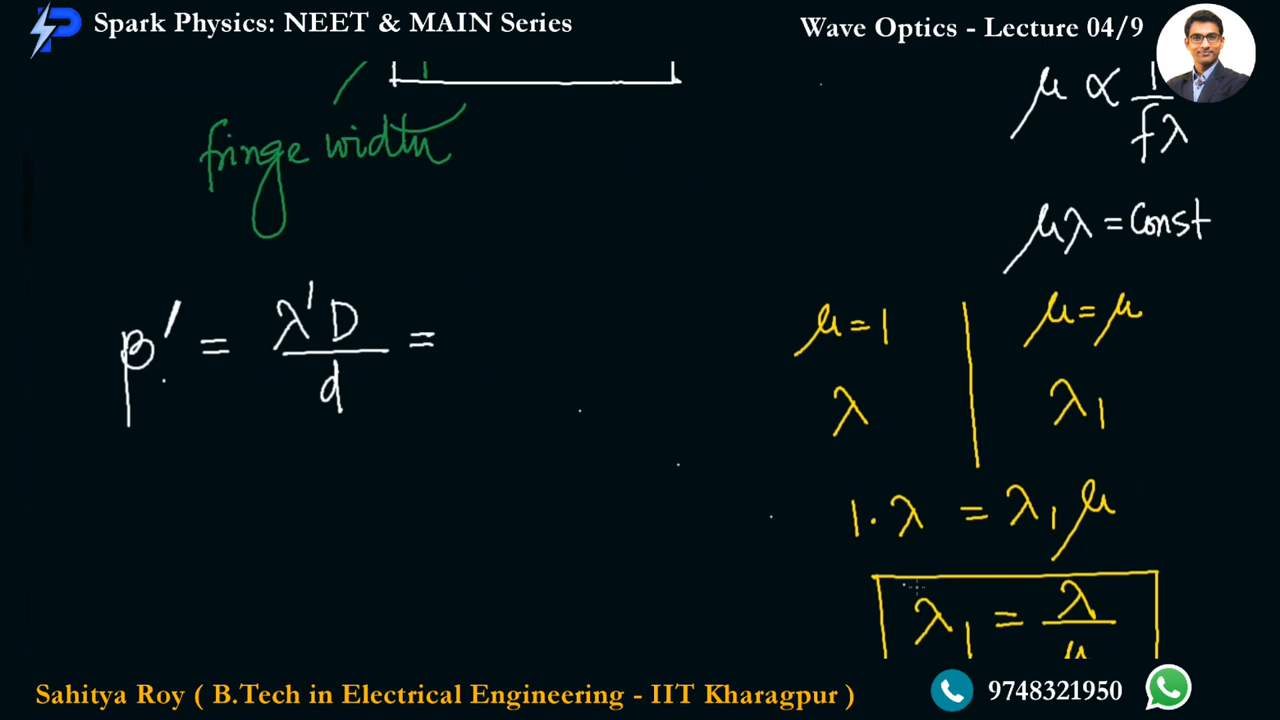 Spark Physics: NEET & MAIN Series
Wave Optics - Lecture 04/9
fringe width
μ ∝ 1/fλ
μλ = Const
β' = λ'D/d =
μ = 1 | μ = μ
λ | λ₁
1·λ = λ₁μ
λ₁ = λ/μ
Sahitya Roy ( B.Tech in Electrical Engineering - IIT Kharagpur )
9748321950